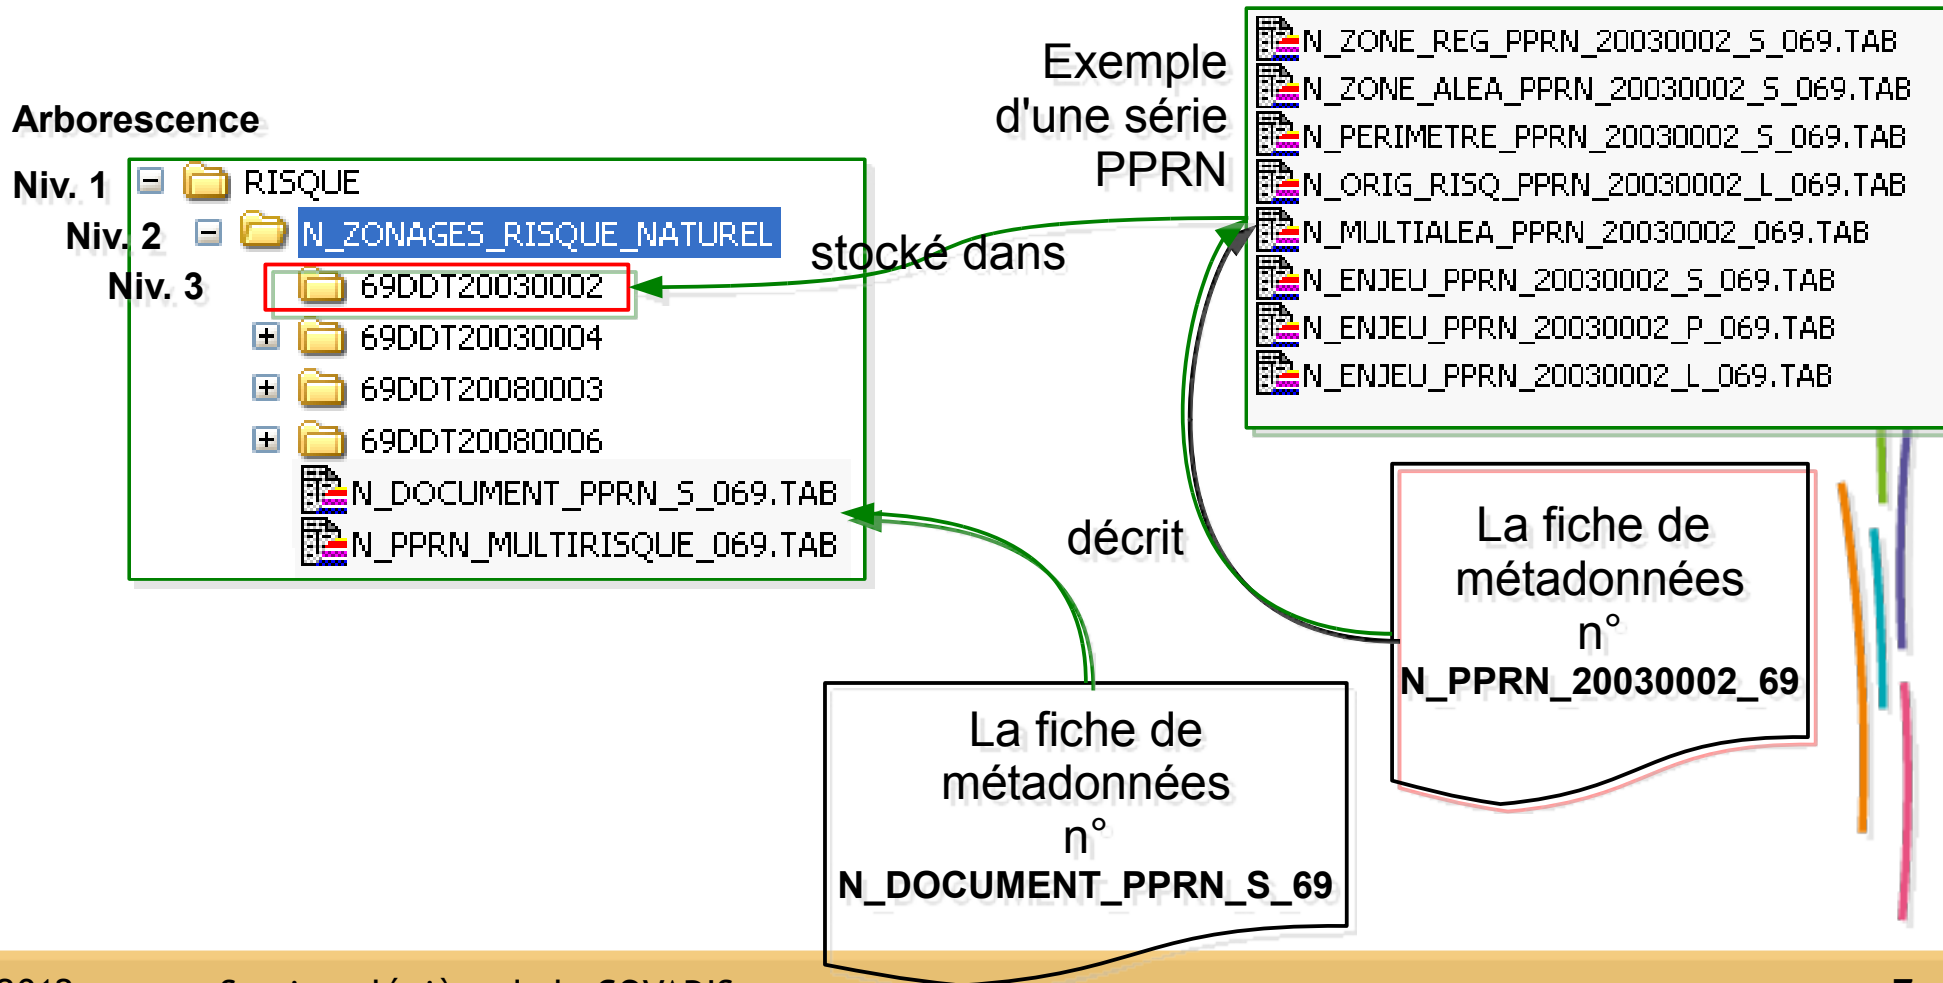 Arborescence
Niv. 1
RISQUE
Niv. 2
N_ZONAGES_RISQUE_NATUREL
Niv. 3
69DDT20030002
69DDT20030004
69DDT20080003
69DDT20080006
N_DOCUMENT_PPRN_S_069.TAB
N_PPRN_MULTIRISQUE_069.TAB
Exemple
d'une série
PPRN
N_ZONE_REG_PPRN_20030002_S_069.TAB
N_ZONE_ALEA_PPRN_20030002_S_069.TAB
N_PERIMETRE_PPRN_20030002_S_069.TAB
N_ORIG_RISQ_PPRN_20030002_L_069.TAB
N_MULTIALEA_PPRN_20030002_069.TAB
N_ENJEU_PPRN_20030002_S_069.TAB
N_ENJEU_PPRN_20030002_P_069.TAB
N_ENJEU_PPRN_20030002_L_069.TAB
stocké dans
décrit
La fiche de
métadonnées
n°
N_PPRN_20030002_69
La fiche de
métadonnées
n°
N_DOCUMENT_PPRN_S_69